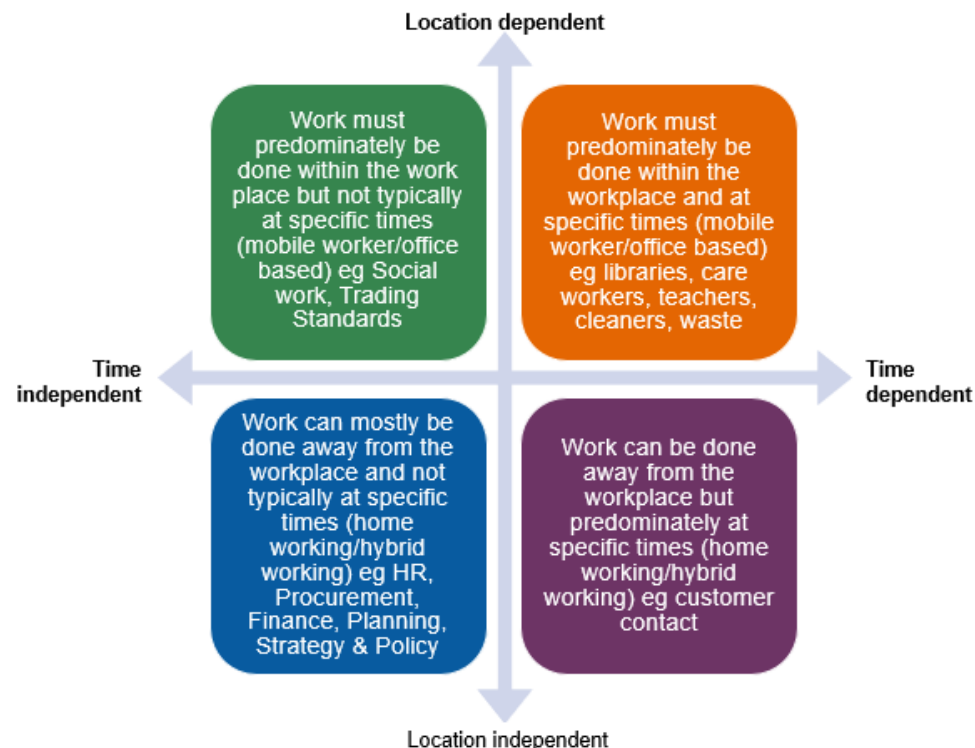 Location dependent
Work must
predominately be
done within the work
place but not typically
at specific times
(mobile worker/office
based) eg Social
work, Trading
Standards
Work must
predominately be
done within the
workplace and at
specific times (mobile
worker/office based)
eg libraries, care
workers, teachers,
cleaners, waste
Time
independent
Time
dependent
Work can mostly be
done away from the
workplace and not
typically at specific
times (home
working/hybrid
working) eg HR,
Procurement,
Finance, Planning,
Strategy & Policy
Work can be done
away from the
workplace but
predominately at
specific times (home
working/hybrid
working) eg customer
contact
Location independent